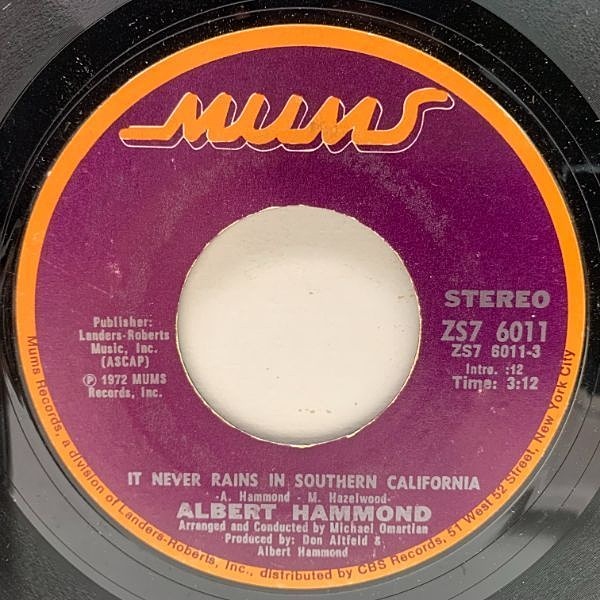 MUMS
STEREO
ZS7 6011
ZS7 6011-3
Intro. :12
Time: 3:12
Publisher:
Landers-Roberts
Music, Inc.
(ASCAP)
Ⓟ 1972 MUMS
Records, Inc.
IT NEVER RAINS IN SOUTHERN CALIFORNIA
-A. Hammond - M. Hazelwood-
ALBERT HAMMOND
Arranged and Conducted by Michael Omartian
Produced by: Don Altfeld &
Albert Hammond
Mums Records, a division of Landers-Roberts, Inc., distributed by CBS Records, 51 West 52 Street, New York City